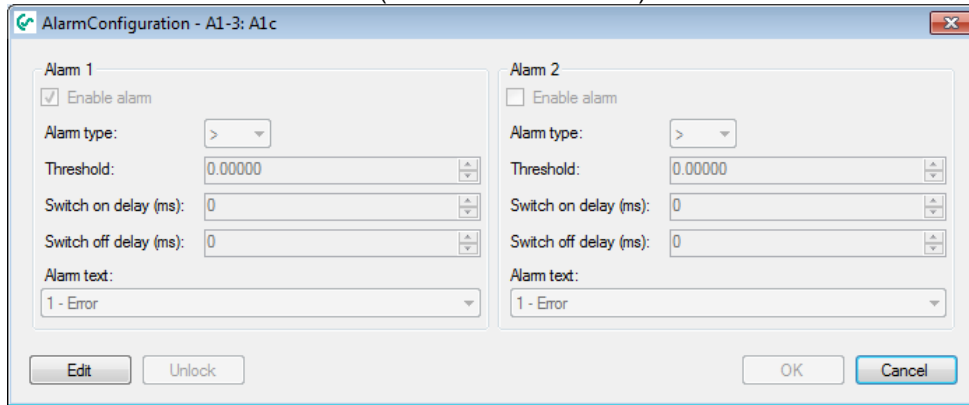 AlarmConfiguration - A1-3: A1c
Alarm 1
Enable alarm
Alarm type: >
Threshold: 0.00000
Switch on delay (ms): 0
Switch off delay (ms): 0
Alarm text:
1 - Error
Alarm 2
Enable alarm
Alarm type: >
Threshold: 0.00000
Switch on delay (ms): 0
Switch off delay (ms): 0
Alarm text:
1 - Error
Edit Unlock OK Cancel